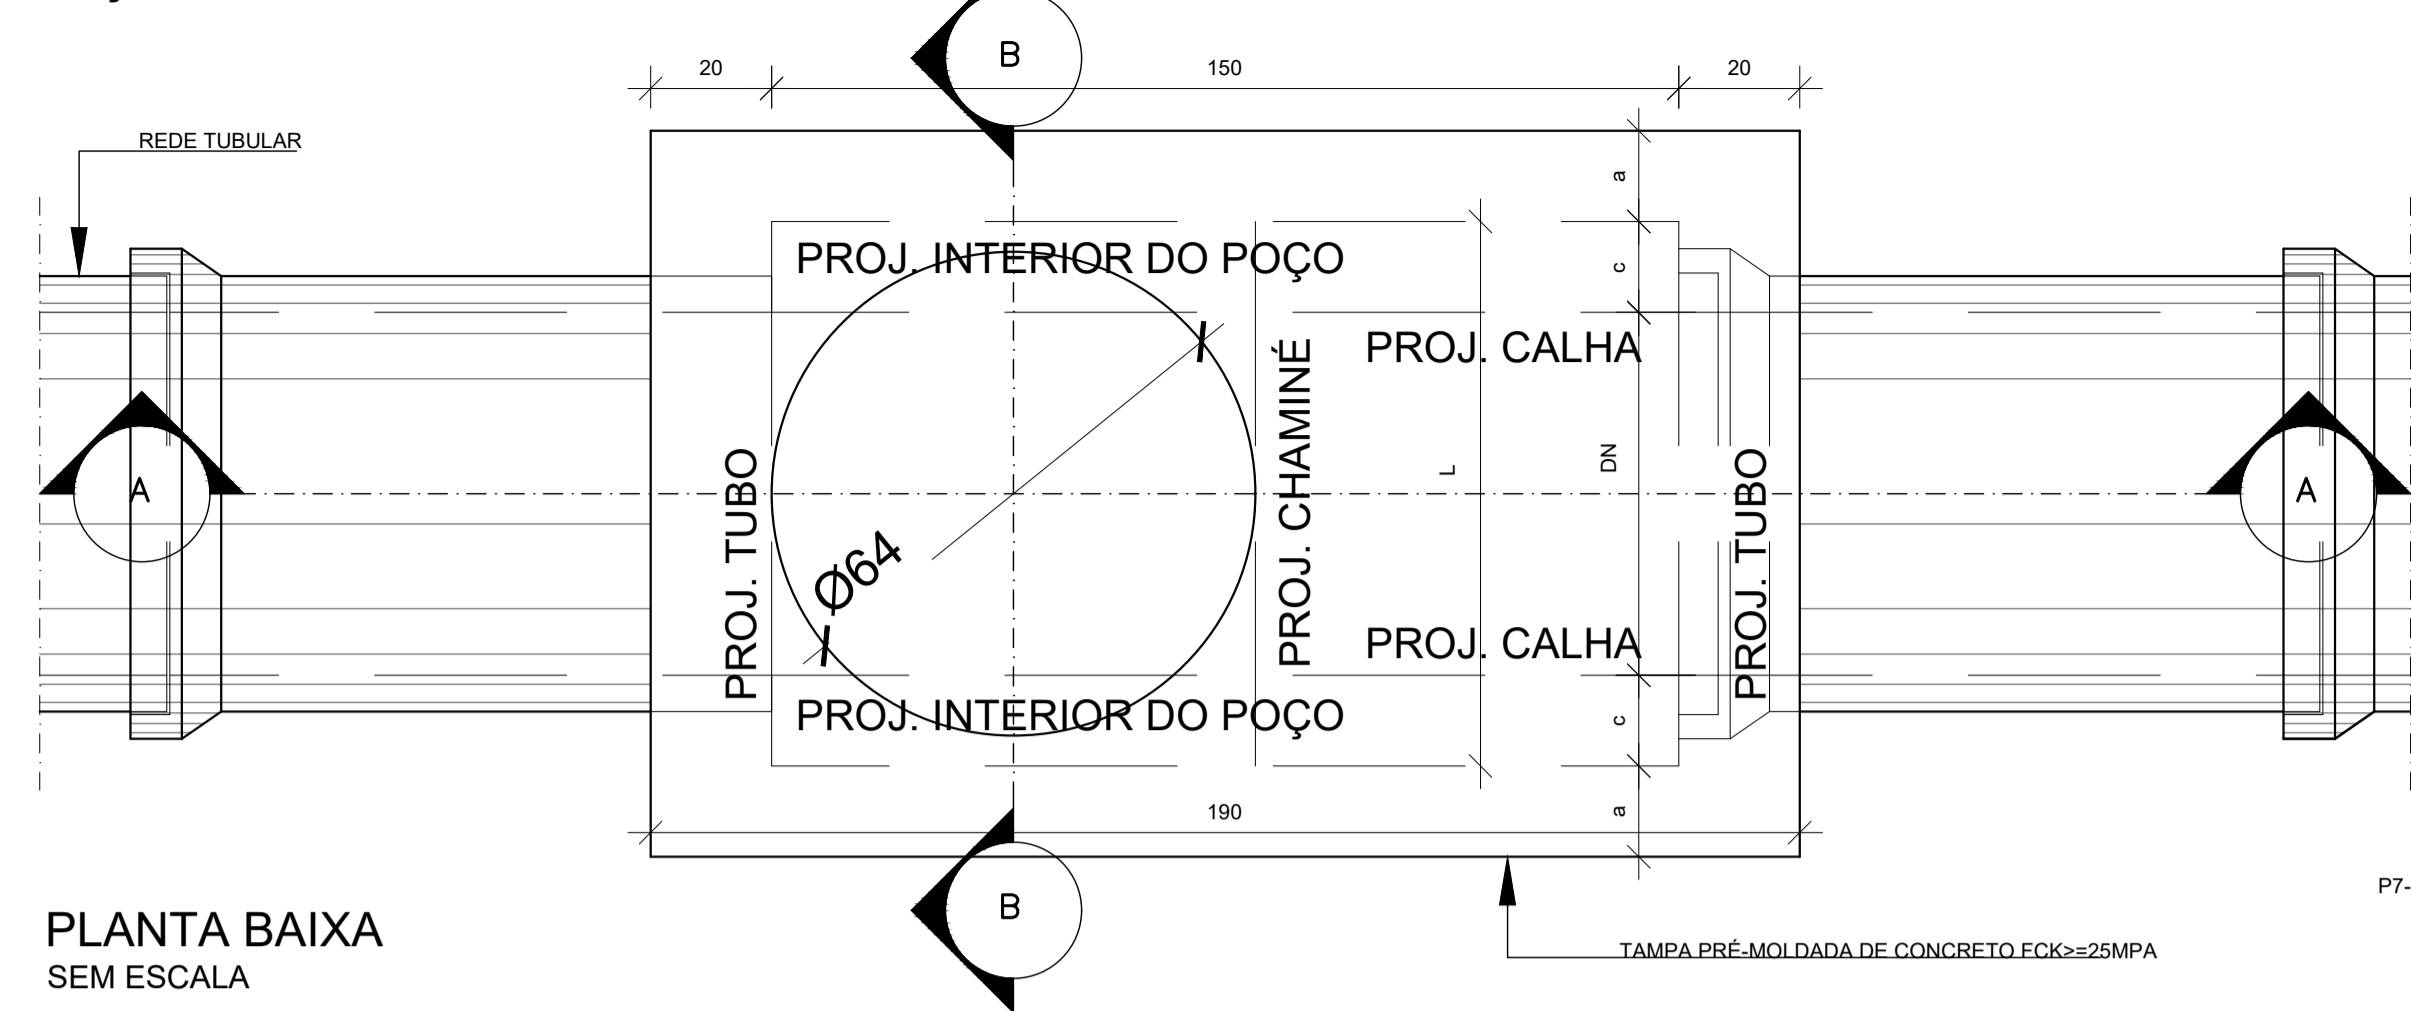 B
20
150
20
REDE TUBULAR
a
PROJ. INTERIOR DO POÇO
c
PROJ. CALHA
PROJ. CHAMINÉ
DN
L
PROJ. TUBO
PROJ. TUBO
A
A
Ø64
PROJ. CALHA
PROJ. INTERIOR DO POÇO
c
190
a
B
P7-
PLANTA BAIXA
SEM ESCALA
TAMPA PRÉ-MOLDADA DE CONCRETO FCK>=25MPA